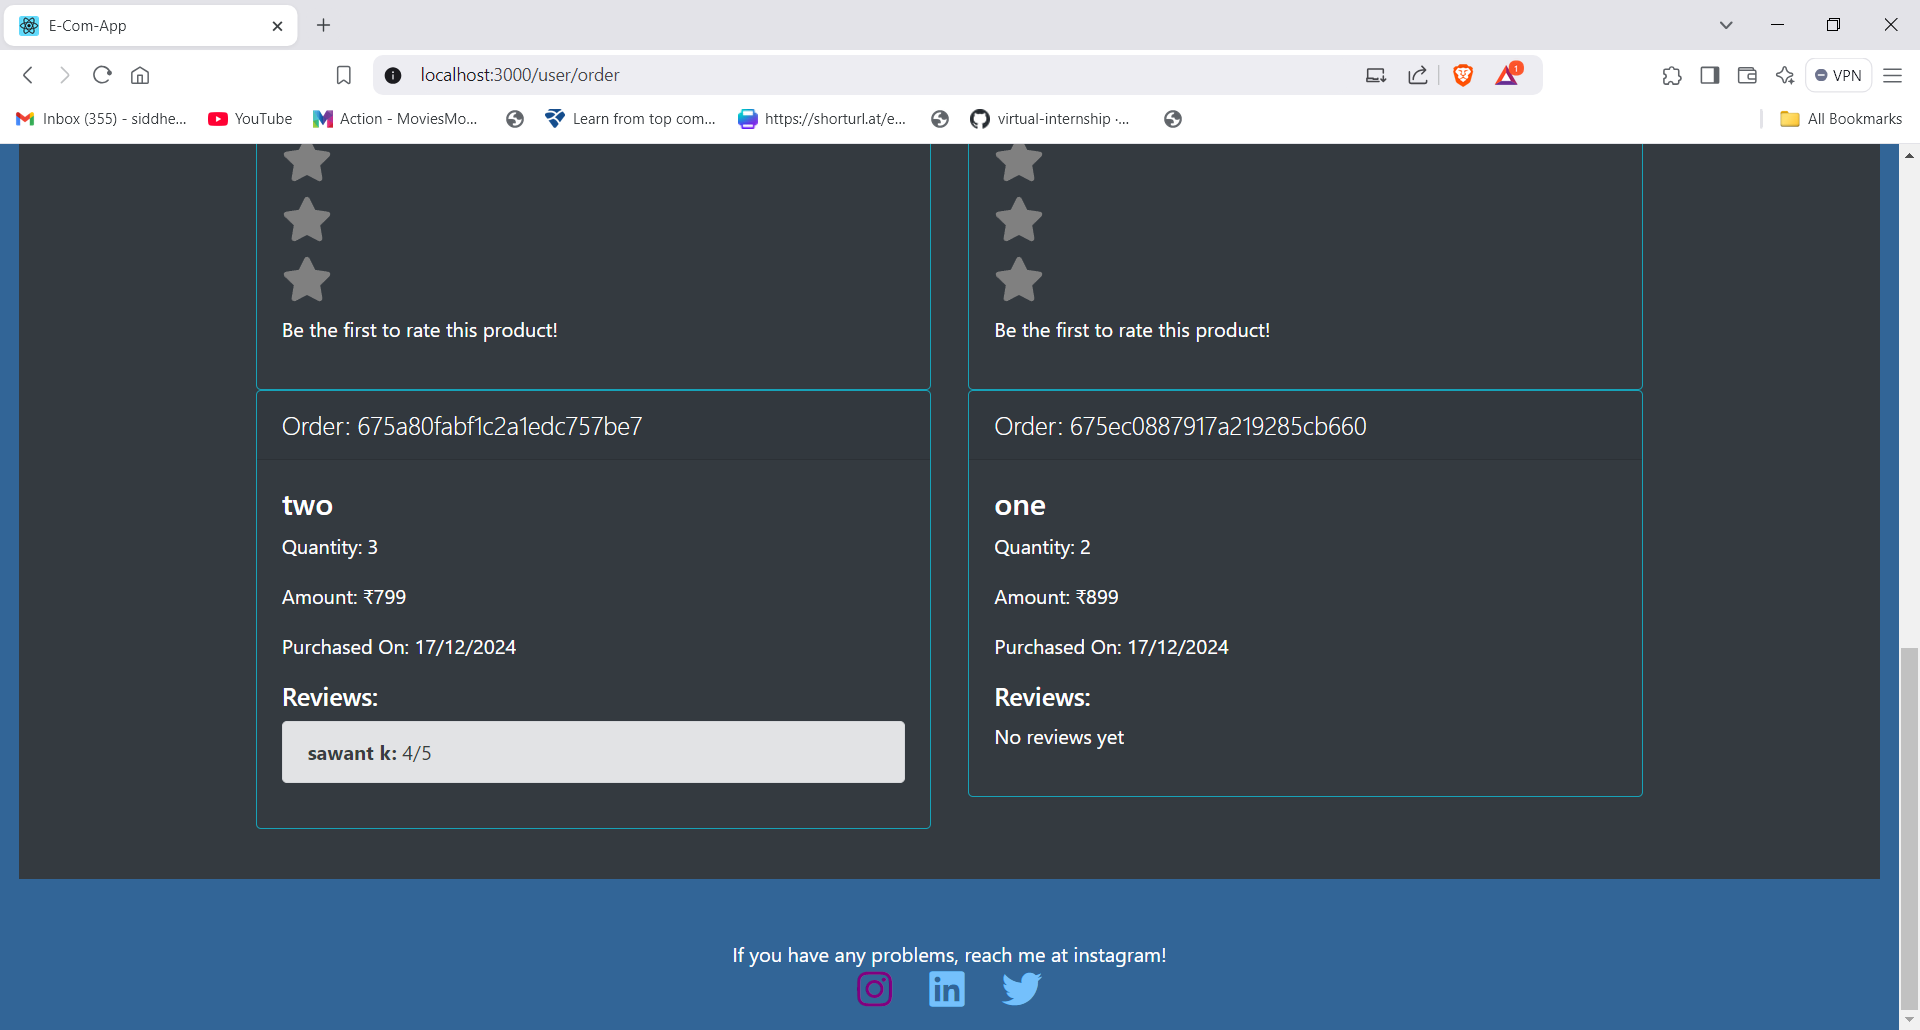 E-Com-App
localhost:3000/user/order
1
VPN
Inbox (355) - siddhe...
YouTube
Action - MoviesMo...
Learn from top com...
https://shorturl.at/e...
virtual-internship ·...
All Bookmarks
Be the first to rate this product!
Be the first to rate this product!
Order: 675a80fabf1c2a1edc757be7
two
Quantity: 3
Amount: ₹799
Purchased On: 17/12/2024
Reviews:
sawant k: 4/5
Order: 675ec0887917a219285cb660
one
Quantity: 2
Amount: ₹899
Purchased On: 17/12/2024
Reviews:
No reviews yet
If you have any problems, reach me at instagram!